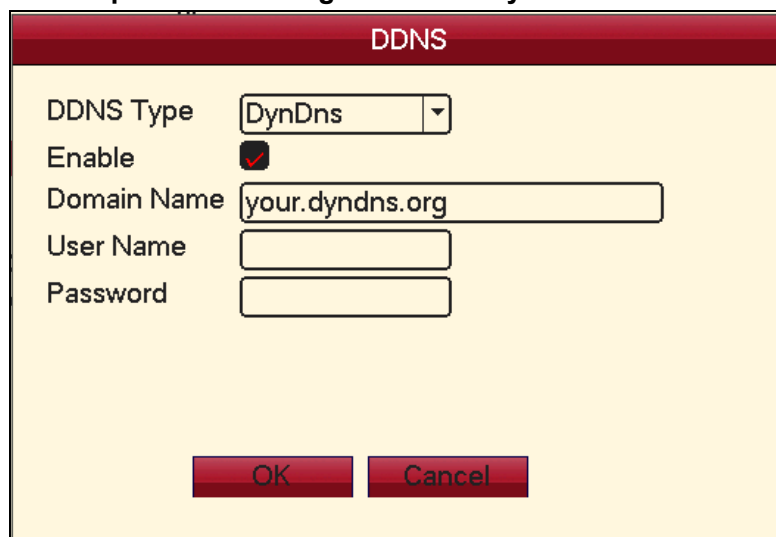 DDNS
DDNS Type DynDns
Enable
Domain Name your.dyndns.org
User Name
Password
OK Cancel